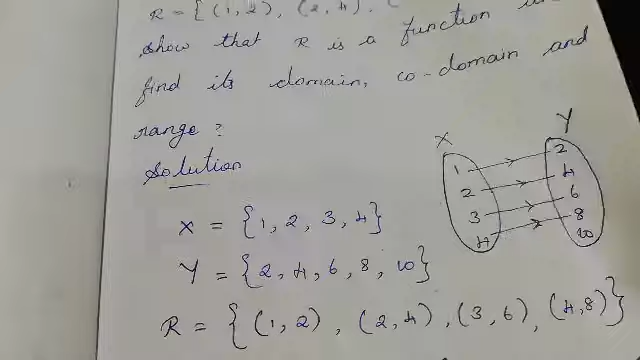 R = { (1, 2), (2, 4), (
show that R is a function
find its domain, co-domain and
range ?
Solution
X = {1, 2, 3, 4}
Y = {2, 4, 6, 8, 10}
R = { (1, 2), (2, 4), (3, 6), (4, 8)}
X
Y
1
2
3
4
2
4
6
8
10